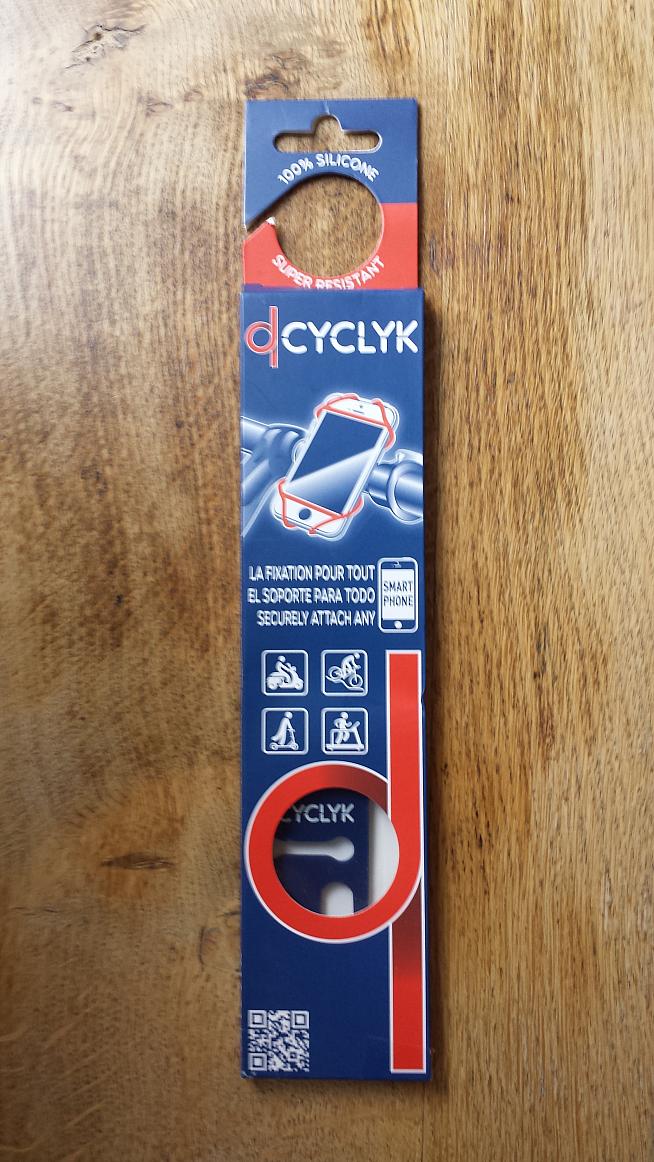 100% SILICONE
SUPER RESISTANT
CYCLYK
LA FIXATION POUR TOUT
EL SOPORTE PARA TODO
SECURELY ATTACH ANY
SMART
PHONE
CYCLYK